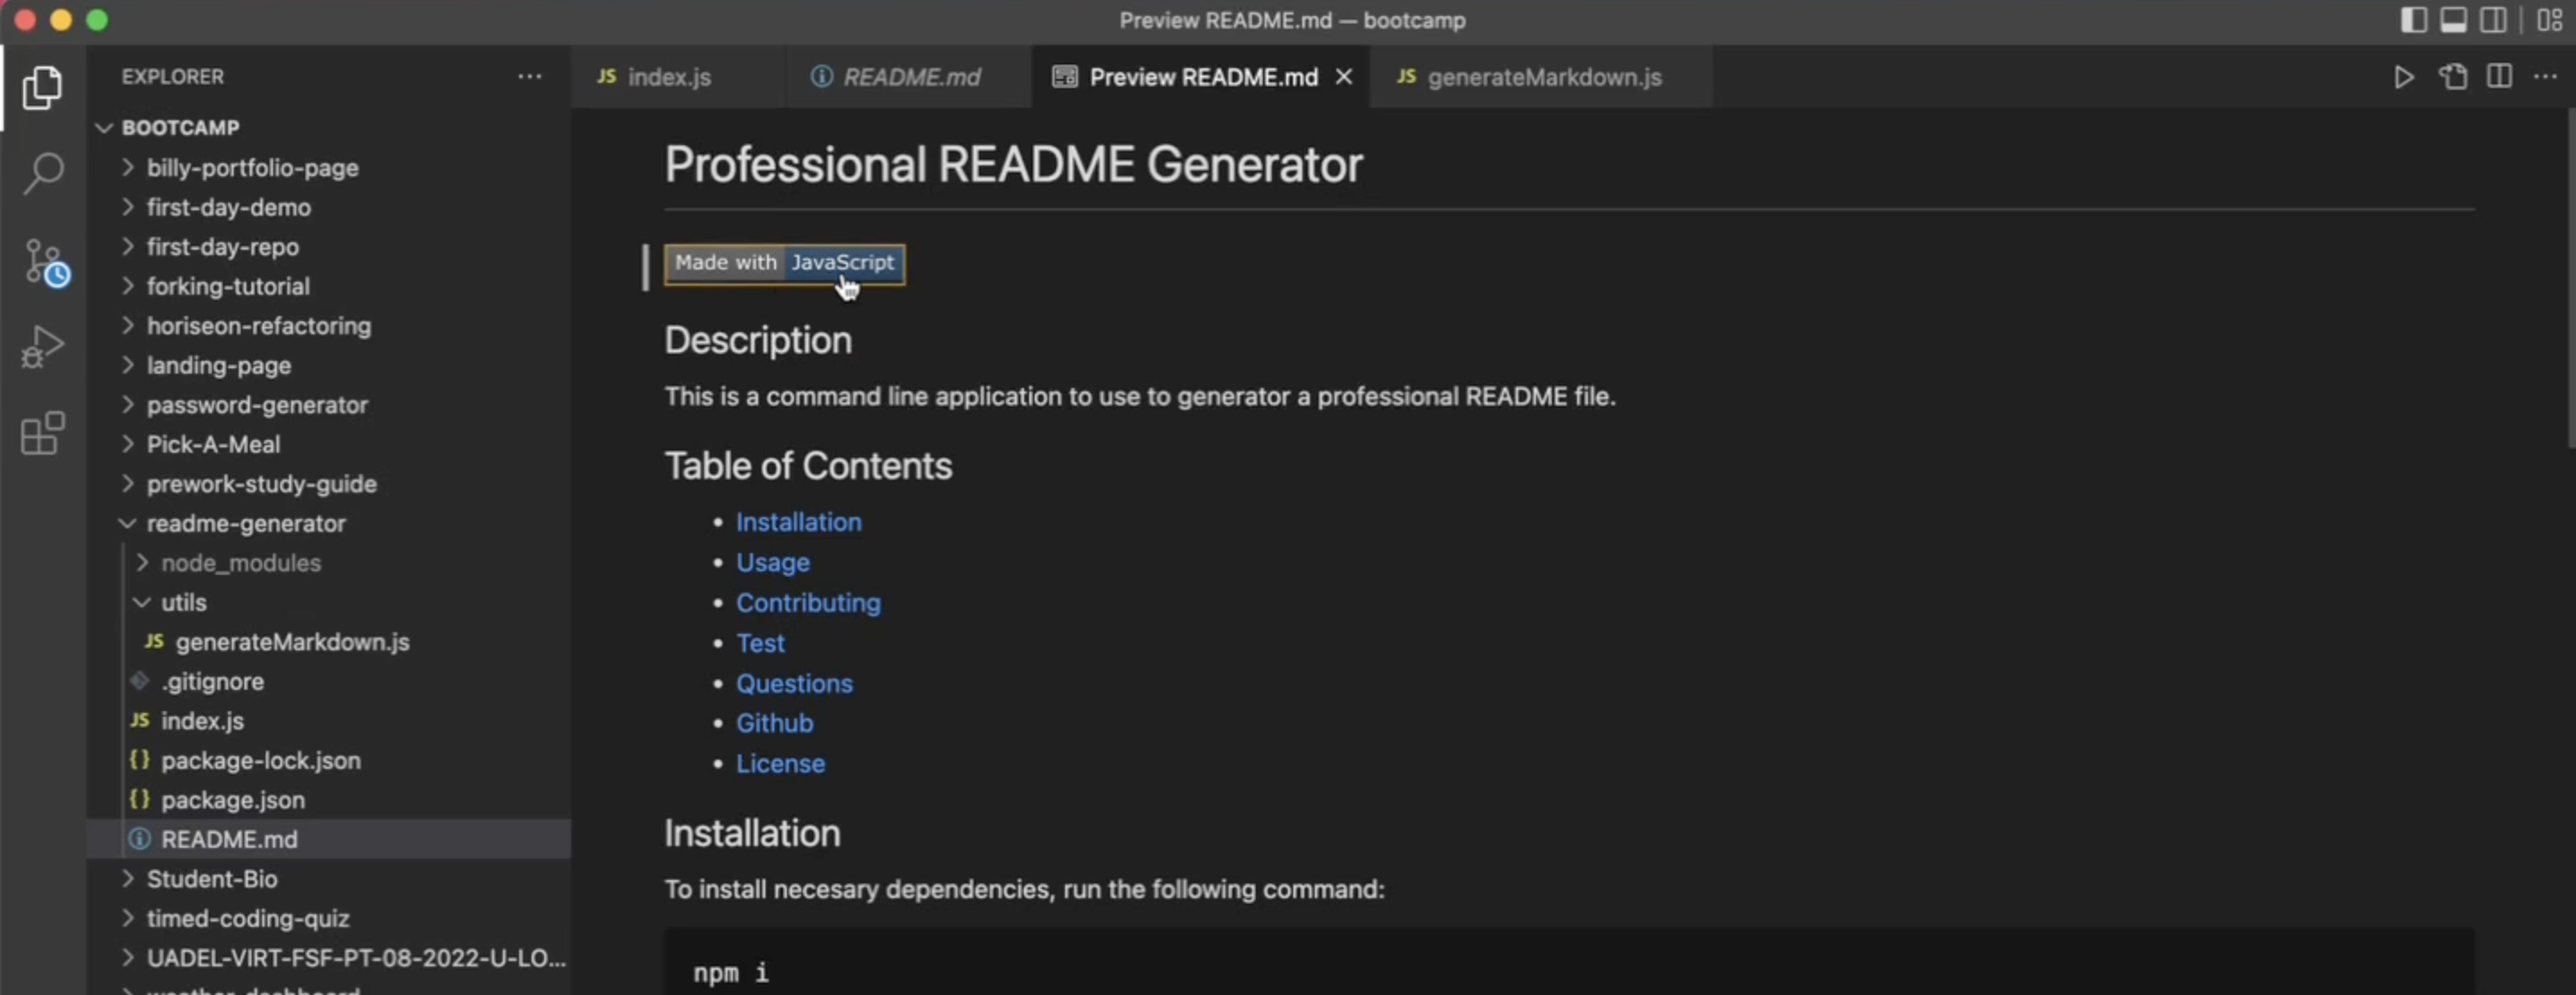 Preview README.md — bootcamp
EXPLORER
JS index.js
README.md
Preview README.md
JS generateMarkdown.js
BOOTCAMP
billy-portfolio-page
first-day-demo
first-day-repo
forking-tutorial
horiseon-refactoring
landing-page
password-generator
Pick-A-Meal
prework-study-guide
readme-generator
node_modules
utils
JS generateMarkdown.js
.gitignore
JS index.js
{} package-lock.json
{} package.json
README.md
Student-Bio
timed-coding-quiz
UADEL-VIRT-FSF-PT-08-2022-U-LO...
Professional README Generator
Made with JavaScript
Description
This is a command line application to use to generator a professional README file.
Table of Contents
• Installation
• Usage
• Contributing
• Test
• Questions
• Github
• License
Installation
To install necesary dependencies, run the following command:
npm i